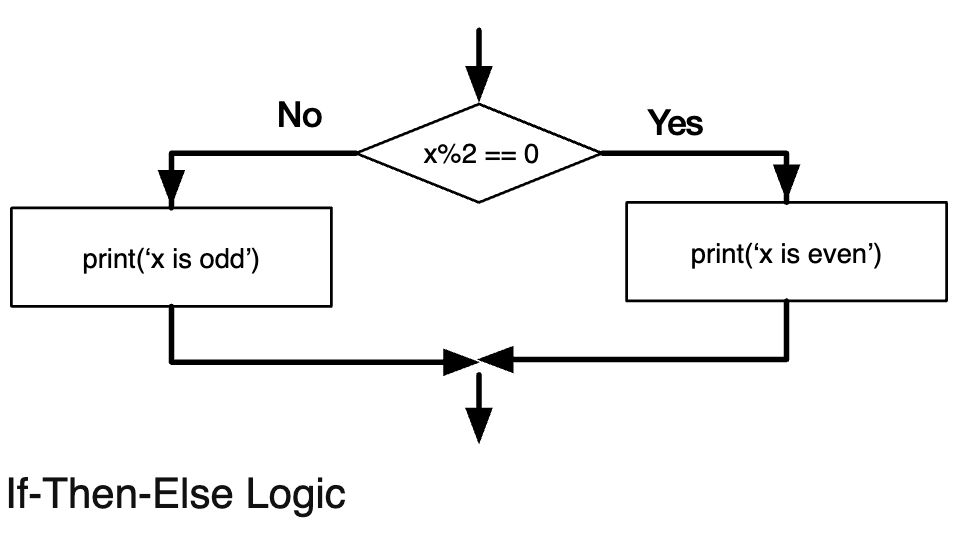 No
Yes
x%2 == 0
print(‘x is odd’)
print(‘x is even’)
If-Then-Else Logic